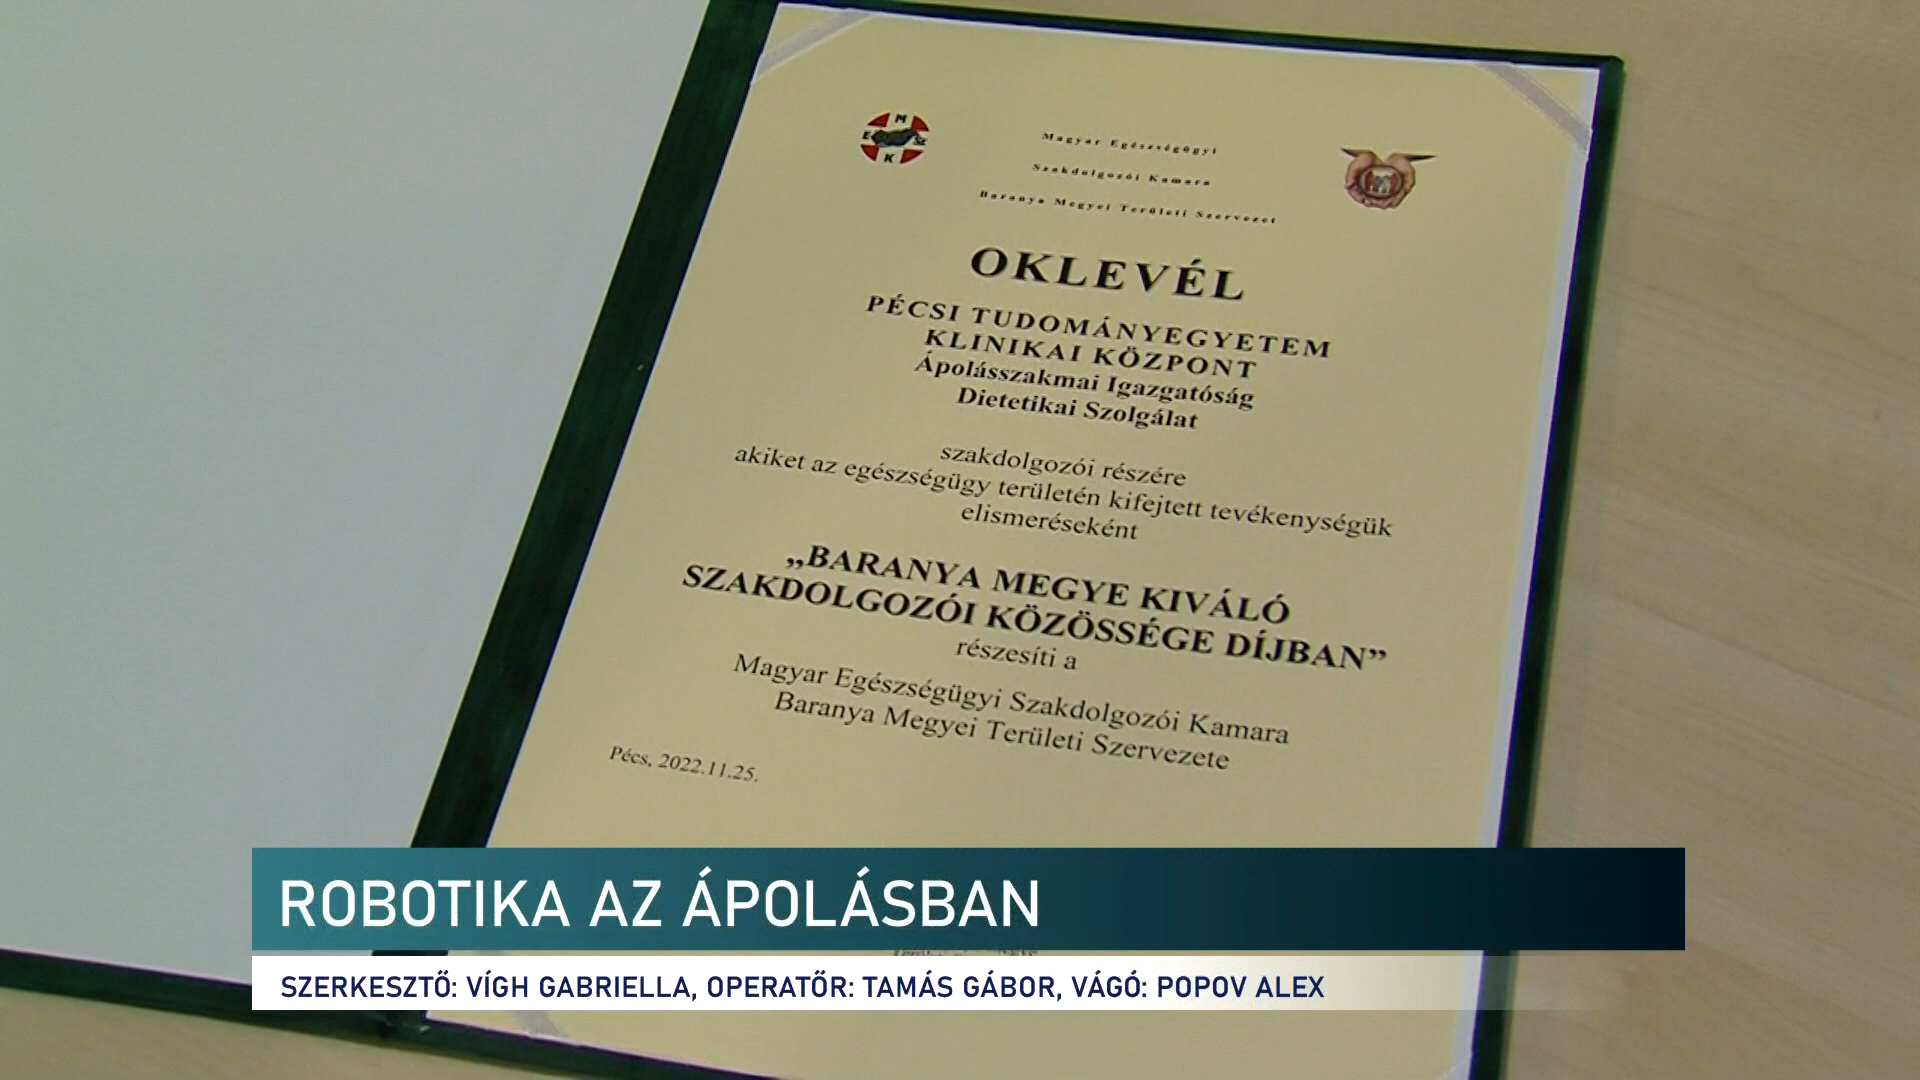 M
E SZ
K
Magyar Egészségügyi
Szakdolgozói Kamara
Baranya Megyei Területi Szervezet
OKLEVÉL
PÉCSI TUDOMÁNYEGYETEM
KLINIKAI KÖZPONT
Ápolásszakmai Igazgatóság
Dietetikai Szolgálat
szakdolgozói részére
akiket az egészségügy területén kifejtett tevékenységük
elismeréseként
„BARANYA MEGYE KIVÁLÓ
SZAKDOLGOZÓI KÖZÖSSÉGE DÍJBAN”
részesíti a
Magyar Egészségügyi Szakdolgozói Kamara
Baranya Megyei Területi Szervezete
Pécs, 2022.11.25.
ROBOTIKA AZ ÁPOLÁSBAN
SZERKESZTŐ: VÍGH GABRIELLA, OPERATŐR: TAMÁS GÁBOR, VÁGÓ: POPOV ALEX